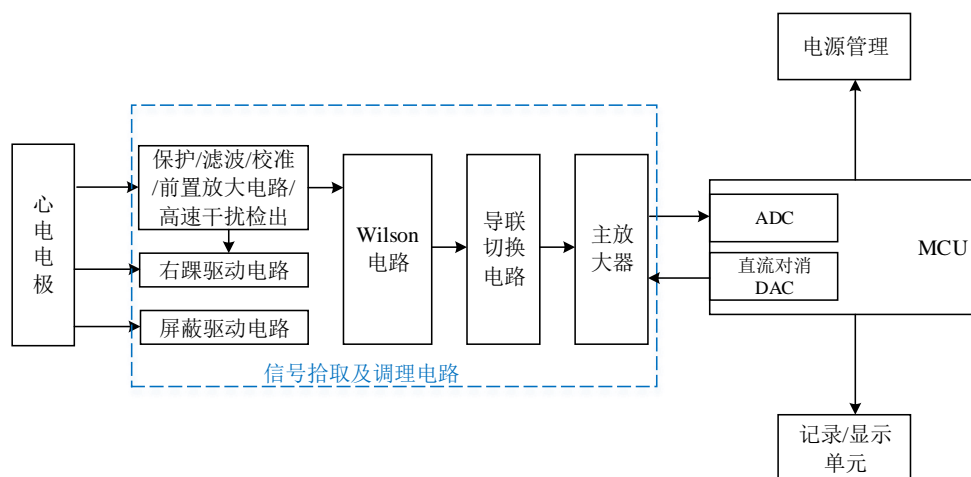 电源管理
心
电
电
极
保护/滤波/校准
/前置放大电路/
高速干扰检出
右踝驱动电路
屏蔽驱动电路
Wilson
电路
导联
切换
电路
主放
大器
ADC
直流对消
DAC
MCU
信号拾取及调理电路
记录/显示
单元